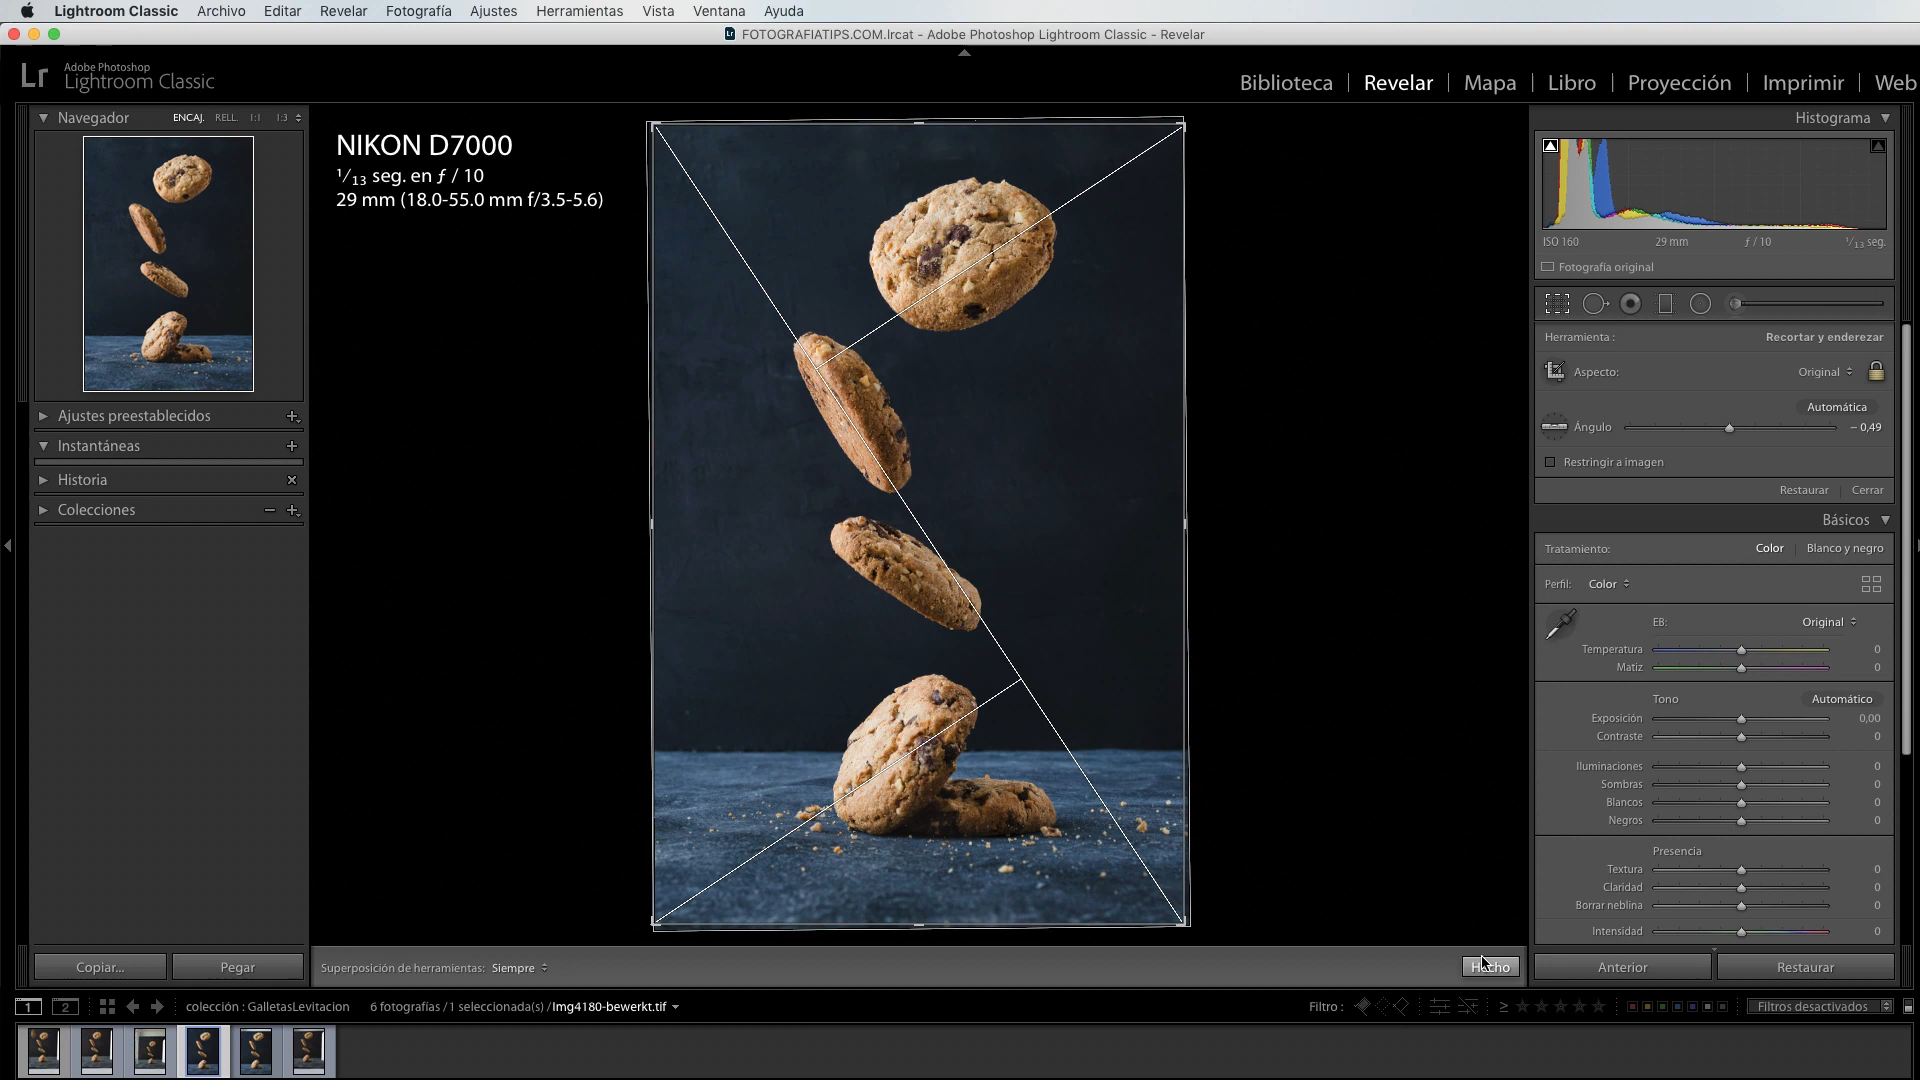 Lightroom Classic Archivo Editar Revelar Fotografía Ajustes Herramientas Vista Ventana Ayuda
Lr FOTOGRAFIATIPS.COM.lrcat - Adobe Photoshop Lightroom Classic - Revelar
Lr Adobe Photoshop
Lightroom Classic
Biblioteca | Revelar | Mapa | Libro | Proyección | Imprimir | Web
Navegador ENCAJ. RELL. 1:1 1:3
Ajustes preestablecidos
Instantáneas
Historia
Colecciones
Copiar... Pegar
NIKON D7000
1/13 seg. en ƒ / 10
29 mm (18.0-55.0 mm f/3.5-5.6)
Superposición de herramientas: Siempre
Hecho
Histograma
ISO 160 29 mm ƒ / 10 1/13 seg.
Fotografía original
Herramienta : Recortar y enderezar
Aspecto: Original
Automática
Ángulo – 0,49
Restringir a imagen
Restaurar | Cerrar
Básicos
Tratamiento: Color | Blanco y negro
Perfil: Color
EB: Original
Temperatura 0
Matiz 0
Tono Automático
Exposición 0,00
Contraste 0
Iluminaciones 0
Sombras 0
Blancos 0
Negros 0
Presencia
Textura 0
Claridad 0
Borrar neblina 0
Intensidad 0
Anterior Restaurar
1 2 colección : GalletasLevitacion 6 fotografías / 1 seleccionada(s) / Img4180-bewerkt.tif Filtro : ≥ Filtros desactivados